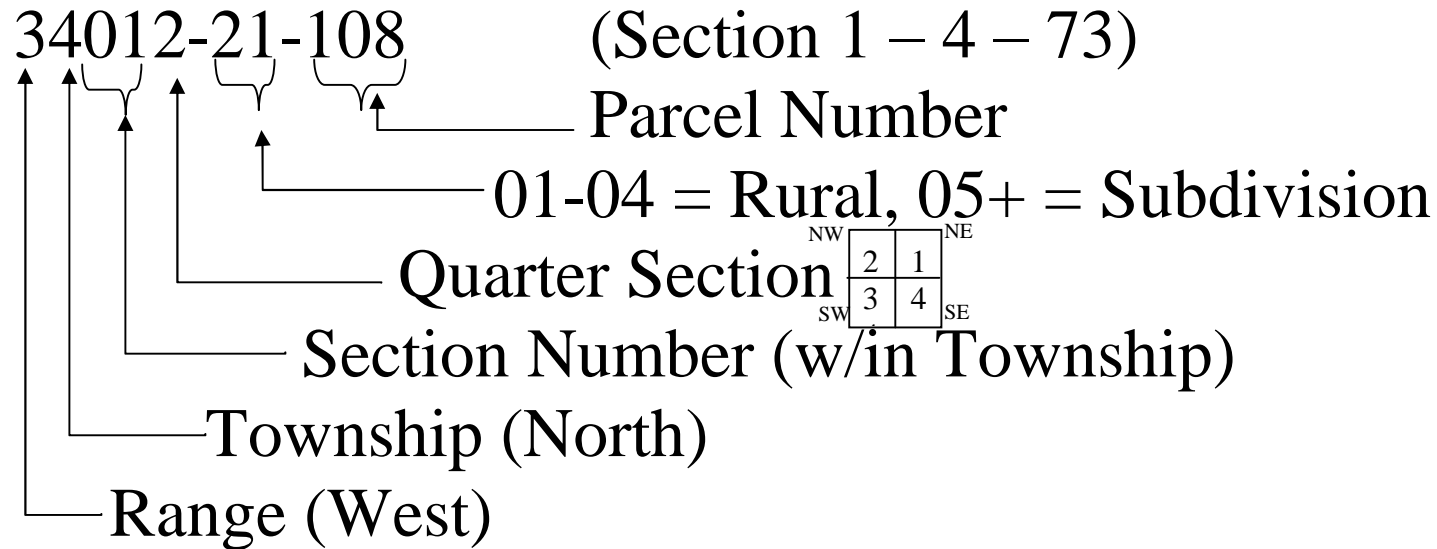 34012-21-108 (Section 1 – 4 – 73)
Parcel Number
01-04 = Rural, 05+ = Subdivision
NW NE
Quarter Section 2 1
3 4
SW SE
Section Number (w/in Township)
Township (North)
Range (West)